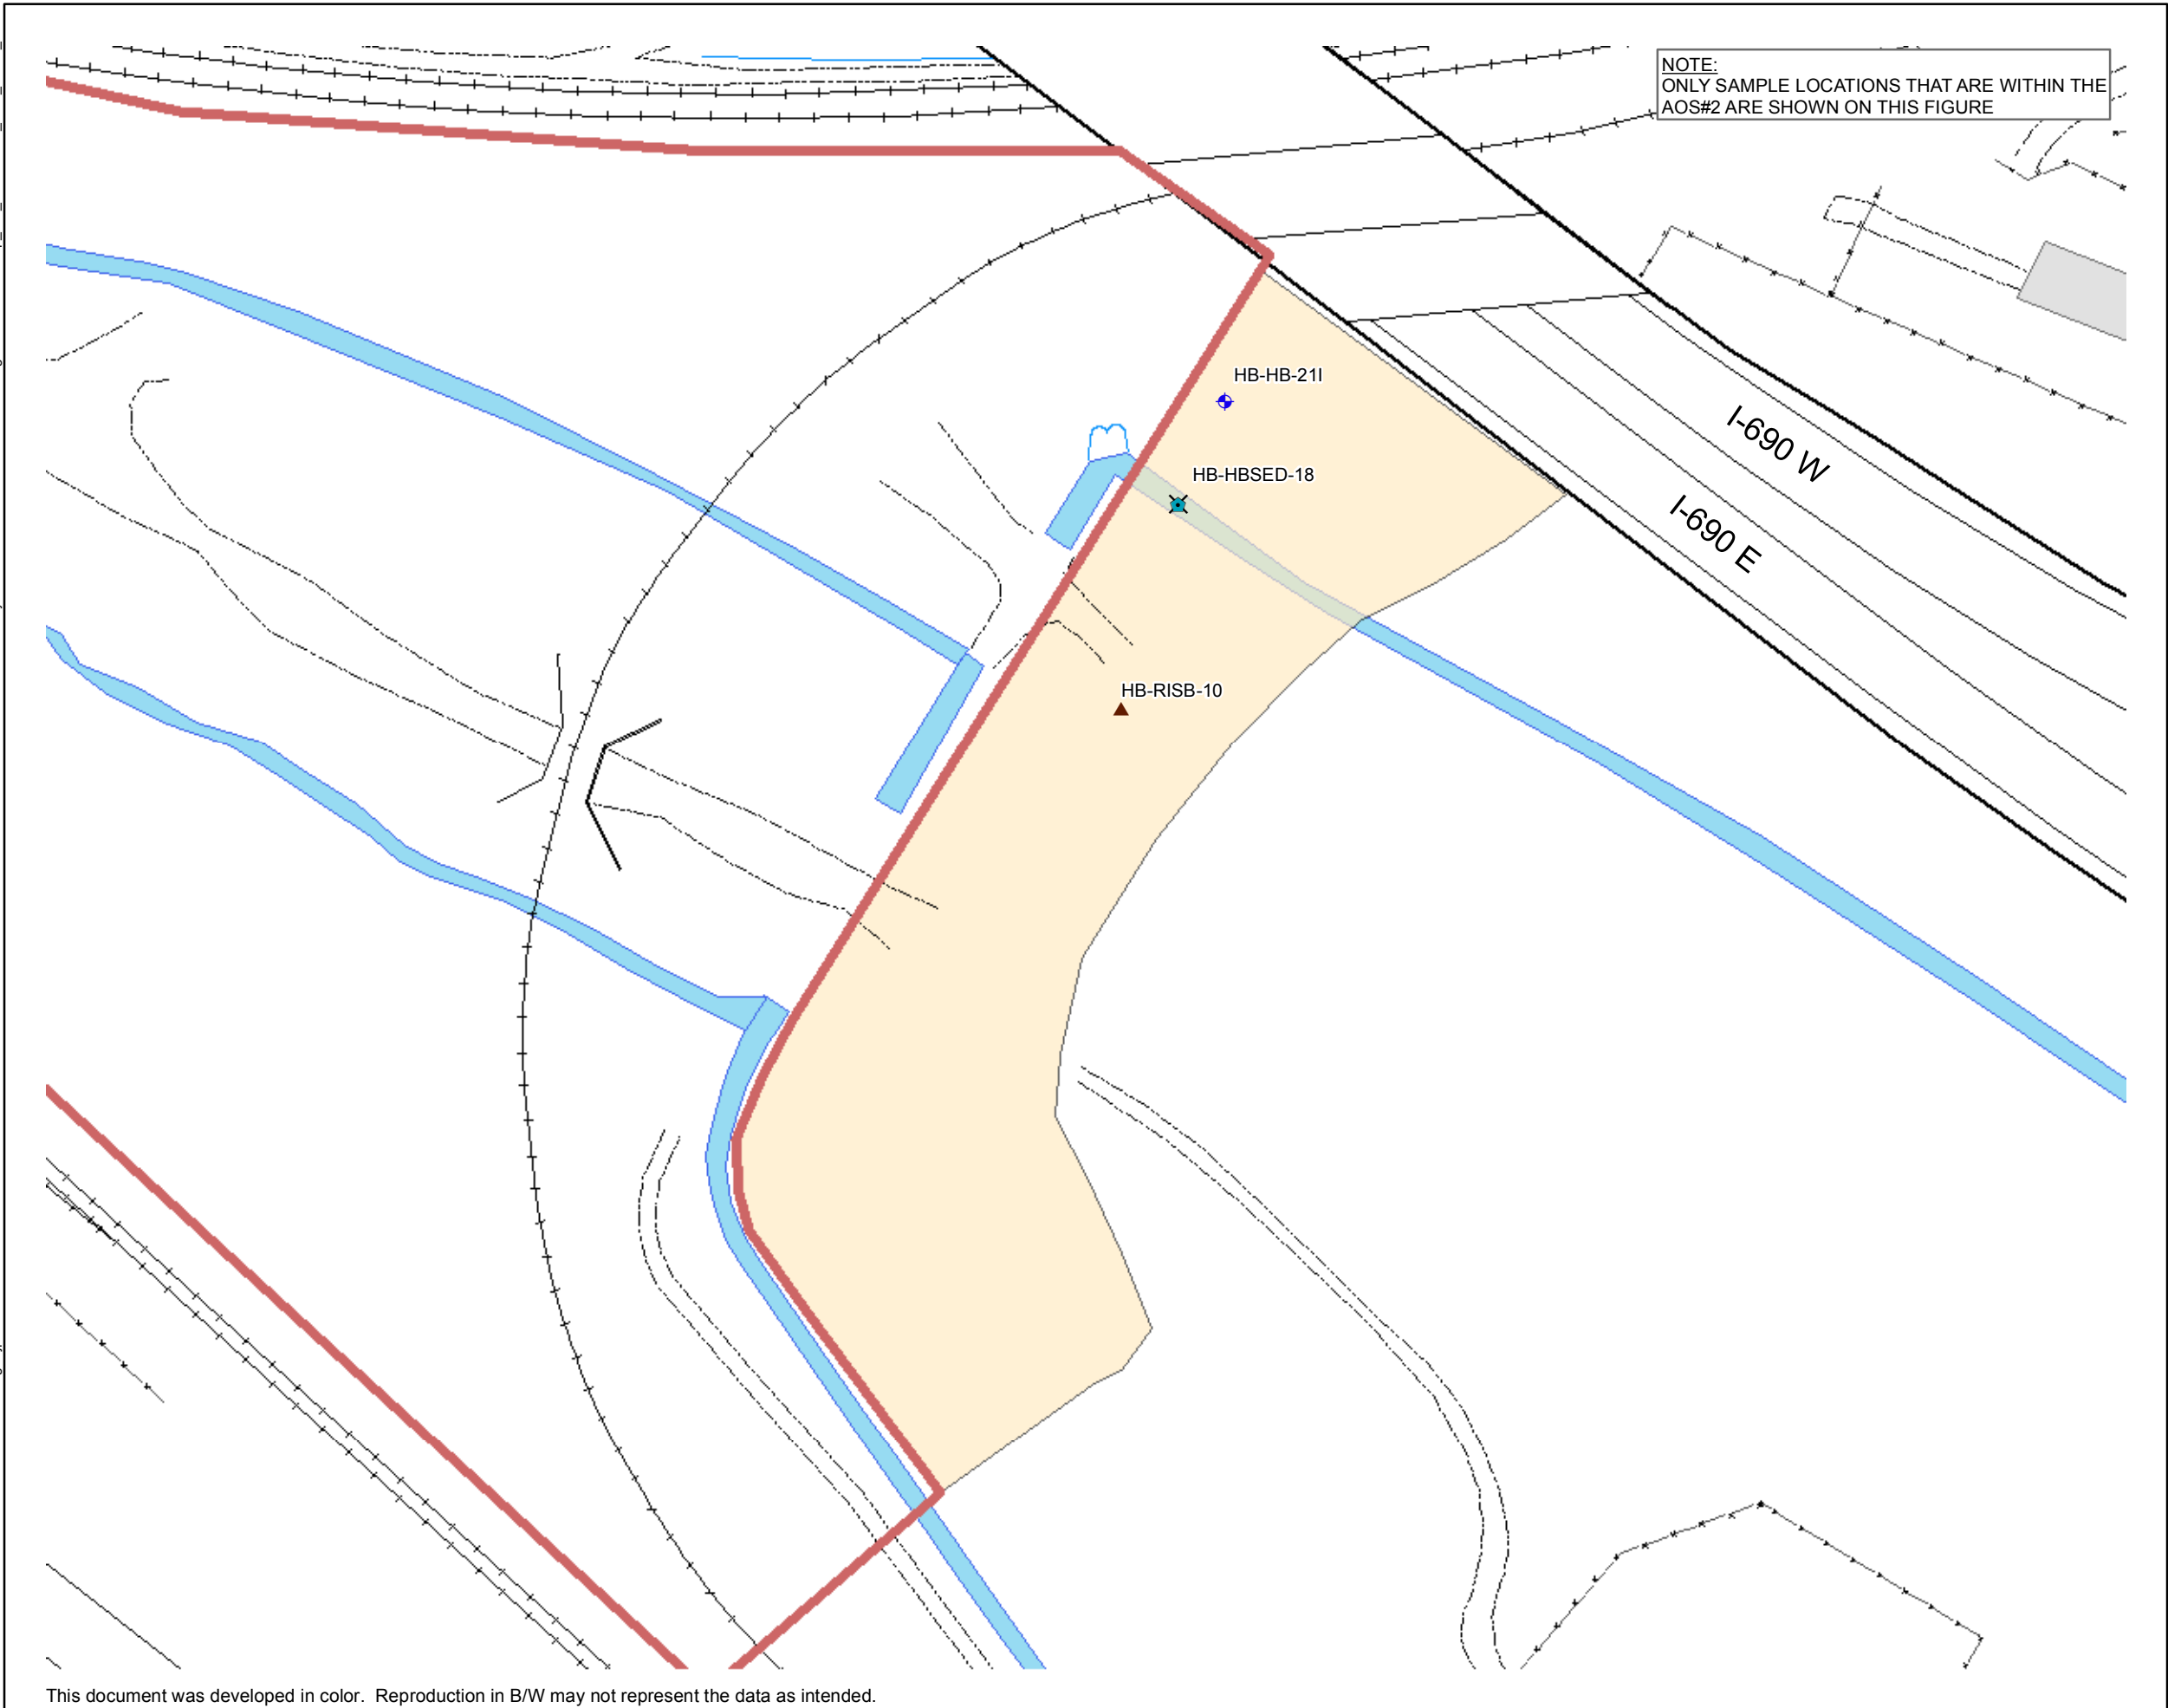 NOTE:
ONLY SAMPLE LOCATIONS THAT ARE WITHIN THE
AOS#2 ARE SHOWN ON THIS FIGURE
HB-HB-21I
I-690 W
HB-HBSED-18
I-690 E
HB-RISB-10
This document was developed in color.  Reproduction in B/W may not represent the data as intended.